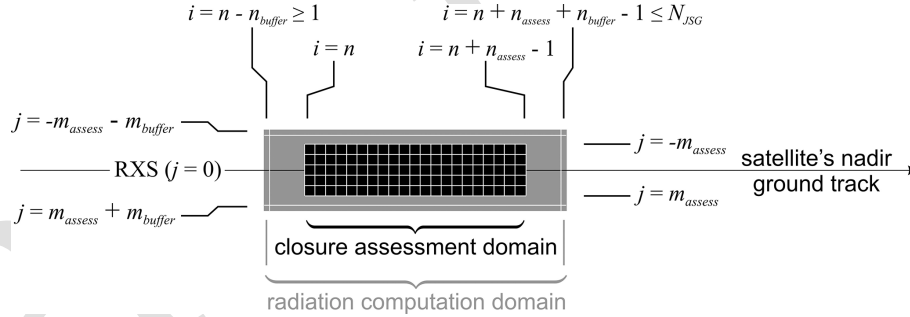 i = n - n_buffer ≥ 1
i = n + n_assess + n_buffer - 1 ≤ N_JSG
i = n
i = n + n_assess - 1
j = -m_assess - m_buffer
j = -m_assess
RXS (j = 0)
satellite's nadir
ground track
j = m_assess + m_buffer
j = m_assess
closure assessment domain
radiation computation domain